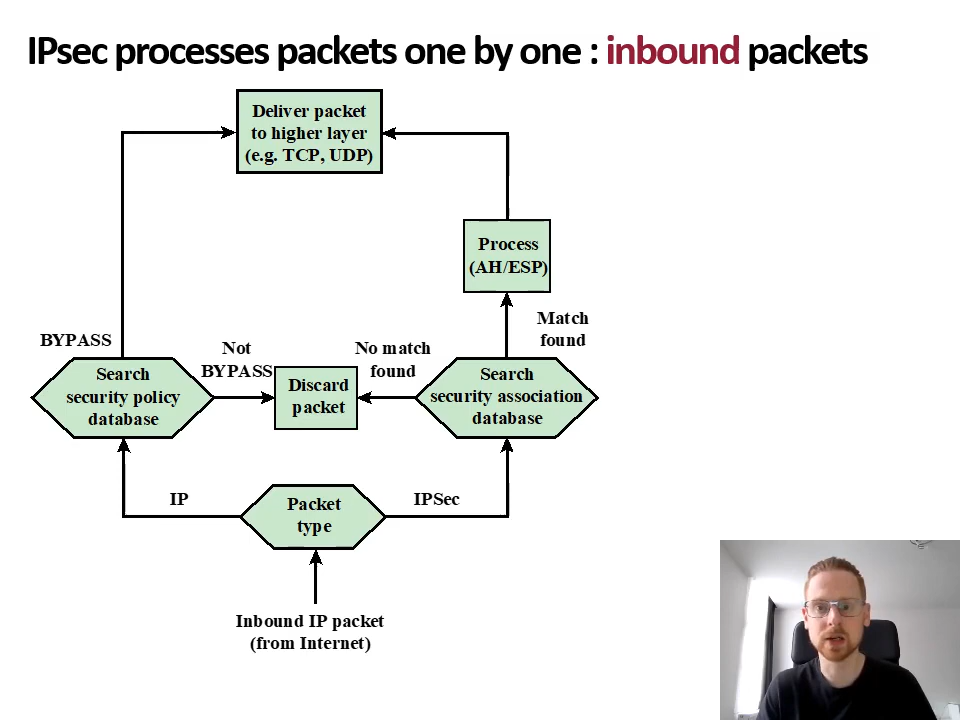 IPsec processes packets one by one : inbound packets
Deliver packet
to higher layer
(e.g. TCP, UDP)
Process
(AH/ESP)
Match
found
BYPASS
Not
BYPASS
No match
found
Search
security policy
database
Discard
packet
Search
security association
database
IP
IPSec
Packet
type
Inbound IP packet
(from Internet)